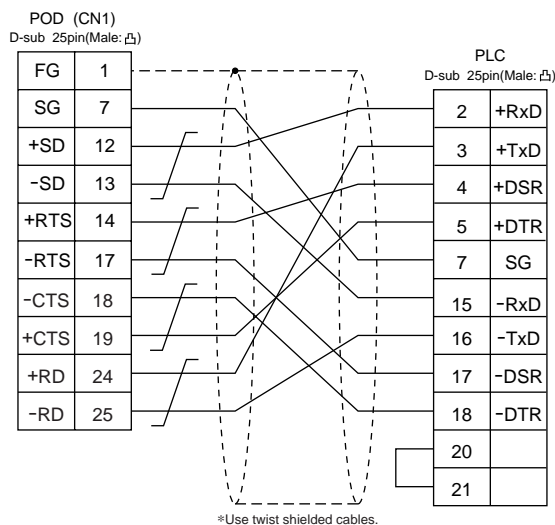 POD (CN1)
D-sub 25pin(Male: 凸)
FG 1
SG 7
+SD 12
-SD 13
+RTS 14
-RTS 17
-CTS 18
+CTS 19
+RD 24
-RD 25
PLC
D-sub 25pin(Male: 凸)
2 +RxD
3 +TxD
4 +DSR
5 +DTR
7 SG
15 -RxD
16 -TxD
17 -DSR
18 -DTR
20
21
*Use twist shielded cables.